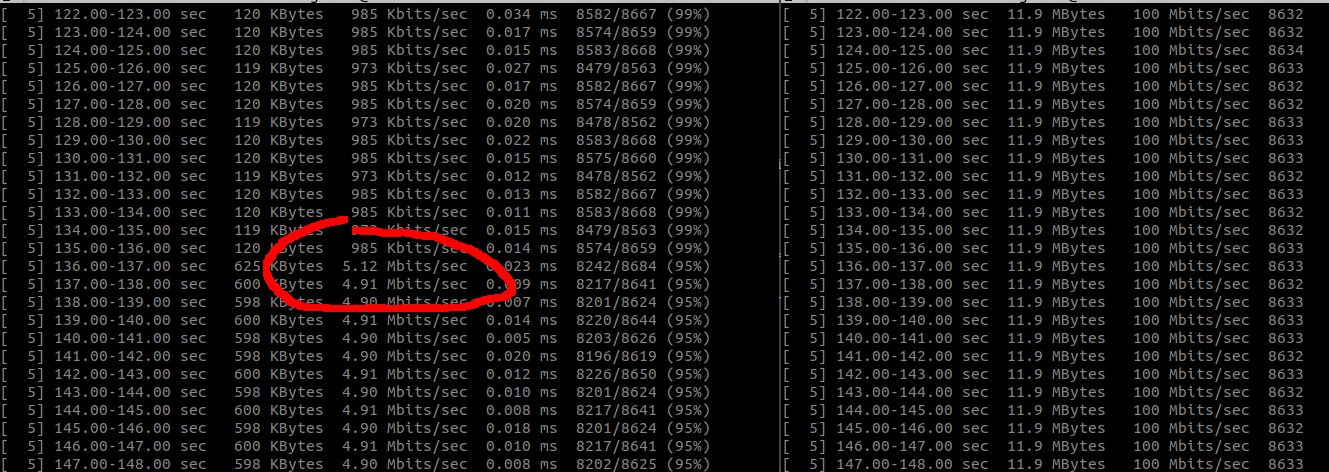 [  5] 122.00-123.00 sec   120 KBytes   985 Kbits/sec  0.034 ms  8582/8667 (99%)
[  5] 123.00-124.00 sec   120 KBytes   985 Kbits/sec  0.017 ms  8574/8659 (99%)
[  5] 124.00-125.00 sec   120 KBytes   985 Kbits/sec  0.015 ms  8583/8668 (99%)
[  5] 125.00-126.00 sec   119 KBytes   973 Kbits/sec  0.027 ms  8479/8563 (99%)
[  5] 126.00-127.00 sec   120 KBytes   985 Kbits/sec  0.017 ms  8582/8667 (99%)
[  5] 127.00-128.00 sec   120 KBytes   985 Kbits/sec  0.020 ms  8574/8659 (99%)
[  5] 128.00-129.00 sec   119 KBytes   973 Kbits/sec  0.020 ms  8478/8562 (99%)
[  5] 129.00-130.00 sec   120 KBytes   985 Kbits/sec  0.022 ms  8583/8668 (99%)
[  5] 130.00-131.00 sec   120 KBytes   985 Kbits/sec  0.015 ms  8575/8660 (99%)
[  5] 131.00-132.00 sec   119 KBytes   973 Kbits/sec  0.012 ms  8478/8562 (99%)
[  5] 132.00-133.00 sec   120 KBytes   985 Kbits/sec  0.013 ms  8582/8667 (99%)
[  5] 133.00-134.00 sec   120 KBytes   985 Kbits/sec  0.011 ms  8583/8668 (99%)
[  5] 134.00-135.00 sec   119 KBytes   Kbits/sec  0.015 ms  8479/8563 (99%)
[  5] 135.00-136.00 sec   120 KBytes   985 Kbits/sec  0.014 ms  8574/8659 (99%)
[  5] 136.00-137.00 sec   625 KBytes  5.12 Mbits/sec  0.023 ms  8242/8684 (95%)
[  5] 137.00-138.00 sec   600 KBytes  4.91 Mbits/sec  0.009 ms  8217/8641 (95%)
[  5] 138.00-139.00 sec   598 KBytes  4.90 Mbits/sec  0.007 ms  8201/8624 (95%)
[  5] 139.00-140.00 sec   600 KBytes  4.91 Mbits/sec  0.014 ms  8220/8644 (95%)
[  5] 140.00-141.00 sec   598 KBytes  4.90 Mbits/sec  0.005 ms  8203/8626 (95%)
[  5] 141.00-142.00 sec   598 KBytes  4.90 Mbits/sec  0.020 ms  8196/8619 (95%)
[  5] 142.00-143.00 sec   600 KBytes  4.91 Mbits/sec  0.012 ms  8226/8650 (95%)
[  5] 143.00-144.00 sec   598 KBytes  4.90 Mbits/sec  0.010 ms  8201/8624 (95%)
[  5] 144.00-145.00 sec   600 KBytes  4.91 Mbits/sec  0.008 ms  8217/8641 (95%)
[  5] 145.00-146.00 sec   598 KBytes  4.90 Mbits/sec  0.018 ms  8201/8624 (95%)
[  5] 146.00-147.00 sec   600 KBytes  4.91 Mbits/sec  0.010 ms  8217/8641 (95%)
[  5] 147.00-148.00 sec   598 KBytes  4.90 Mbits/sec  0.008 ms  8202/8625 (95%)
[  5] 122.00-123.00 sec  11.9 MBytes   100 Mbits/sec  8632
[  5] 123.00-124.00 sec  11.9 MBytes   100 Mbits/sec  8632
[  5] 124.00-125.00 sec  11.9 MBytes   100 Mbits/sec  8634
[  5] 125.00-126.00 sec  11.9 MBytes   100 Mbits/sec  8633
[  5] 126.00-127.00 sec  11.9 MBytes   100 Mbits/sec  8632
[  5] 127.00-128.00 sec  11.9 MBytes   100 Mbits/sec  8633
[  5] 128.00-129.00 sec  11.9 MBytes   100 Mbits/sec  8633
[  5] 129.00-130.00 sec  11.9 MBytes   100 Mbits/sec  8632
[  5] 130.00-131.00 sec  11.9 MBytes   100 Mbits/sec  8633
[  5] 131.00-132.00 sec  11.9 MBytes   100 Mbits/sec  8632
[  5] 132.00-133.00 sec  11.9 MBytes   100 Mbits/sec  8633
[  5] 133.00-134.00 sec  11.9 MBytes   100 Mbits/sec  8632
[  5] 134.00-135.00 sec  11.9 MBytes   100 Mbits/sec  8633
[  5] 135.00-136.00 sec  11.9 MBytes   100 Mbits/sec  8633
[  5] 136.00-137.00 sec  11.9 MBytes   100 Mbits/sec  8633
[  5] 137.00-138.00 sec  11.9 MBytes   100 Mbits/sec  8632
[  5] 138.00-139.00 sec  11.9 MBytes   100 Mbits/sec  8633
[  5] 139.00-140.00 sec  11.9 MBytes   100 Mbits/sec  8633
[  5] 140.00-141.00 sec  11.9 MBytes   100 Mbits/sec  8633
[  5] 141.00-142.00 sec  11.9 MBytes   100 Mbits/sec  8632
[  5] 142.00-143.00 sec  11.9 MBytes   100 Mbits/sec  8633
[  5] 143.00-144.00 sec  11.9 MBytes   100 Mbits/sec  8632
[  5] 144.00-145.00 sec  11.9 MBytes   100 Mbits/sec  8633
[  5] 145.00-146.00 sec  11.9 MBytes   100 Mbits/sec  8632
[  5] 146.00-147.00 sec  11.9 MBytes   100 Mbits/sec  8633
[  5] 147.00-148.00 sec  11.9 MBytes   100 Mbits/sec  8633